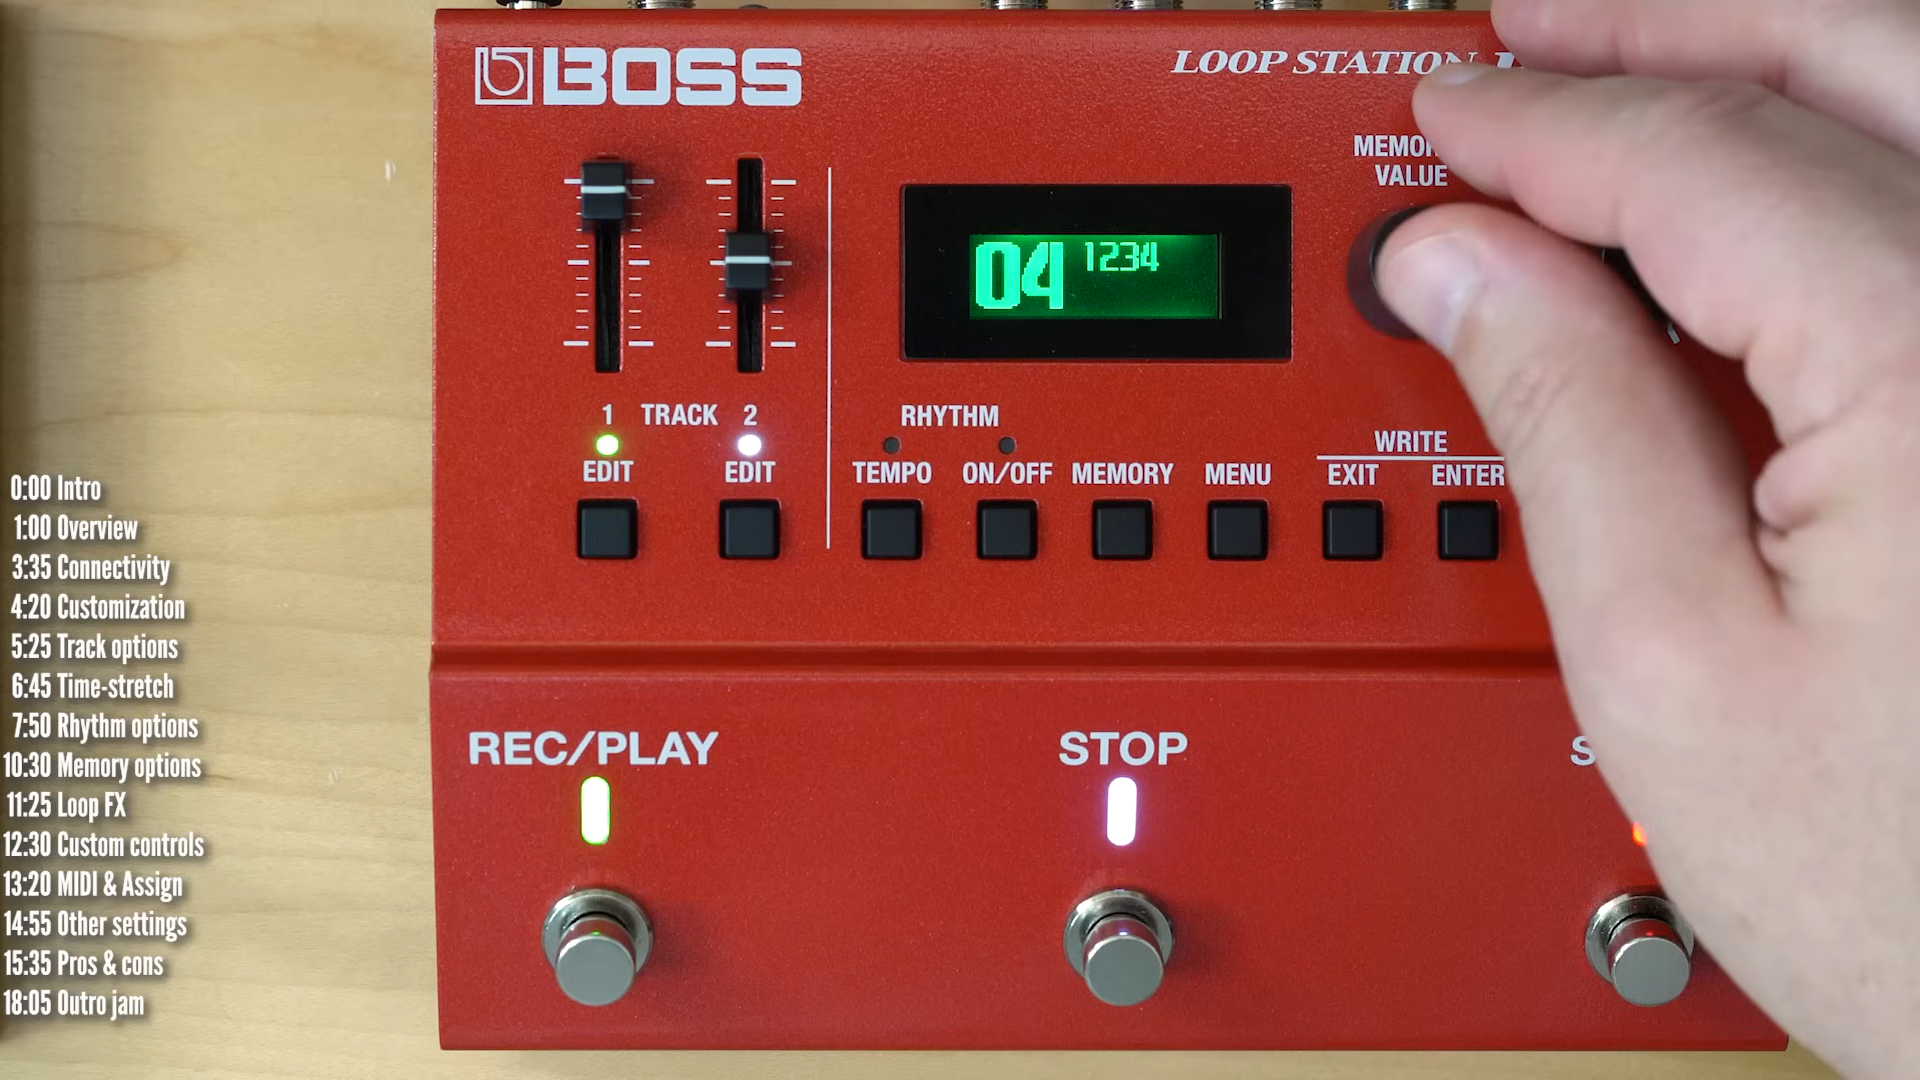 BOSS
LOOP STATION
VALUE
04 1234
1 TRACK 2
RHYTHM
WRITE
EDIT EDIT TEMPO ON/OFF MEMORY MENU EXIT ENTER
0:00 Intro
1:00 Overview
3:35 Connectivity
4:20 Customization
5:25 Track options
6:45 Time-stretch
7:50 Rhythm options
10:30 Memory options
11:25 Loop FX
12:30 Custom controls
13:20 MIDI & Assign
14:55 Other settings
15:35 Pros & cons
18:05 Outro jam
REC/PLAY STOP